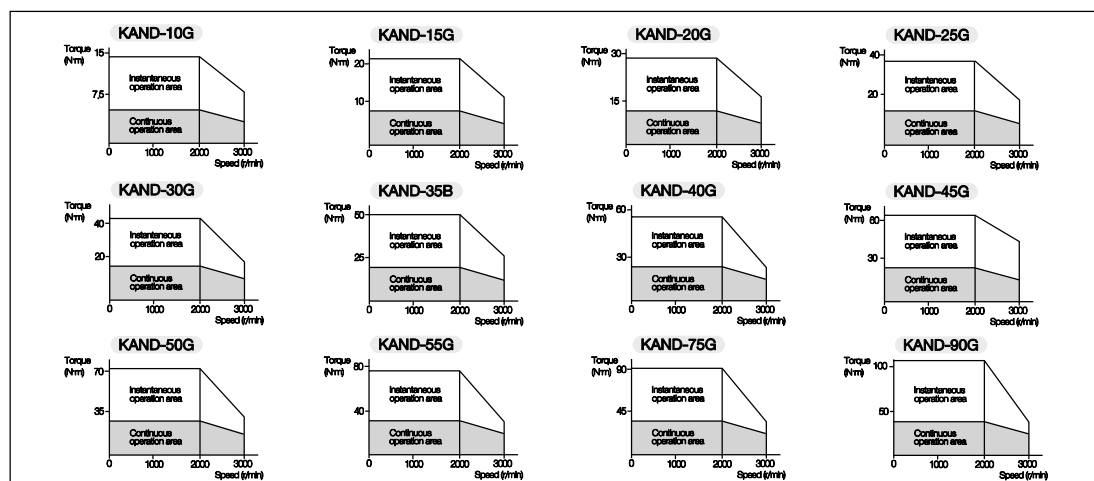 KAND-10G
Torque
(N·m)
15
7,5
Instantaneous
operation area
Continuous
operation area
0 1000 2000 3000
Speed (r/min)
KAND-15G
Torque
(N·m)
20
10
Instantaneous
operation area
Continuous
operation area
0 1000 2000 3000
Speed (r/min)
KAND-20G
Torque
(N·m)
30
15
Instantaneous
operation area
Continuous
operation area
0 1000 2000 3000
Speed (r/min)
KAND-25G
Torque
(N·m)
40
20
Instantaneous
operation area
Continuous
operation area
0 1000 2000 3000
Speed (r/min)
KAND-30G
Torque
(N·m)
40
20
Instantaneous
operation area
Continuous
operation area
0 1000 2000 3000
Speed (r/min)
KAND-35B
Torque
(N·m)
50
25
Instantaneous
operation area
Continuous
operation area
0 1000 2000 3000
Speed (r/min)
KAND-40G
Torque
(N·m)
60
30
Instantaneous
operation area
Continuous
operation area
0 1000 2000 3000
Speed (r/min)
KAND-45G
Torque
(N·m)
60
30
Instantaneous
operation area
Continuous
operation area
0 1000 2000 3000
Speed (r/min)
KAND-50G
Torque
(N·m)
70
35
Instantaneous
operation area
Continuous
operation area
0 1000 2000 3000
Speed (r/min)
KAND-55G
Torque
(N·m)
80
40
Instantaneous
operation area
Continuous
operation area
0 1000 2000 3000
Speed (r/min)
KAND-75G
Torque
(N·m)
90
45
Instantaneous
operation area
Continuous
operation area
0 1000 2000 3000
Speed (r/min)
KAND-90G
Torque
(N·m)
100
50
Instantaneous
operation area
Continuous
operation area
0 1000 2000 3000
Speed (r/min)